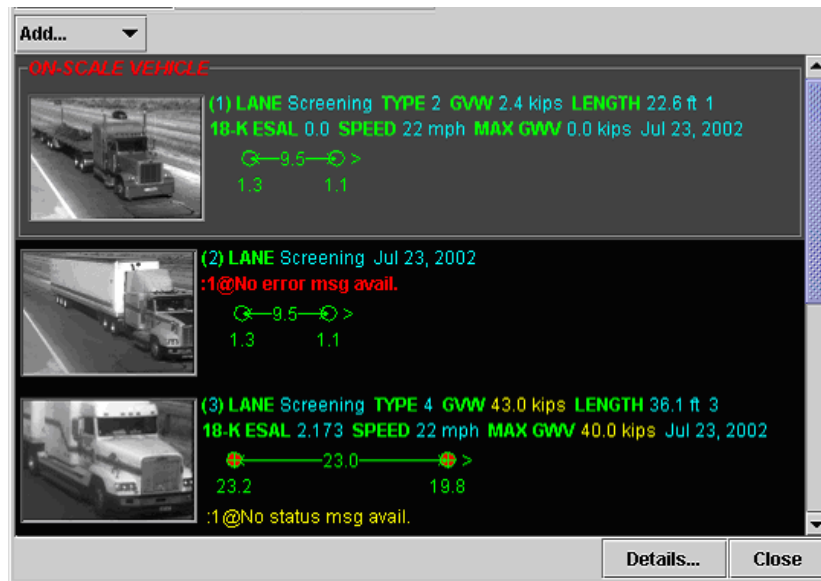 Add...
ON-SCALE VEHICLE
(1) LANE Screening TYPE 2 GVW 2.4 kips LENGTH 22.6 ft 1
18-K ESAL 0.0 SPEED 22 mph MAX GWV 0.0 kips Jul 23, 2002
9.5 >
1.3 1.1
(2) LANE Screening Jul 23, 2002
:1@No error msg avail.
9.5 >
1.3 1.1
(3) LANE Screening TYPE 4 GVW 43.0 kips LENGTH 36.1 ft 3
18-K ESAL 2.173 SPEED 22 mph MAX GWV 40.0 kips Jul 23, 2002
23.0 >
23.2 19.8
:1@No status msg avail.
Details... Close